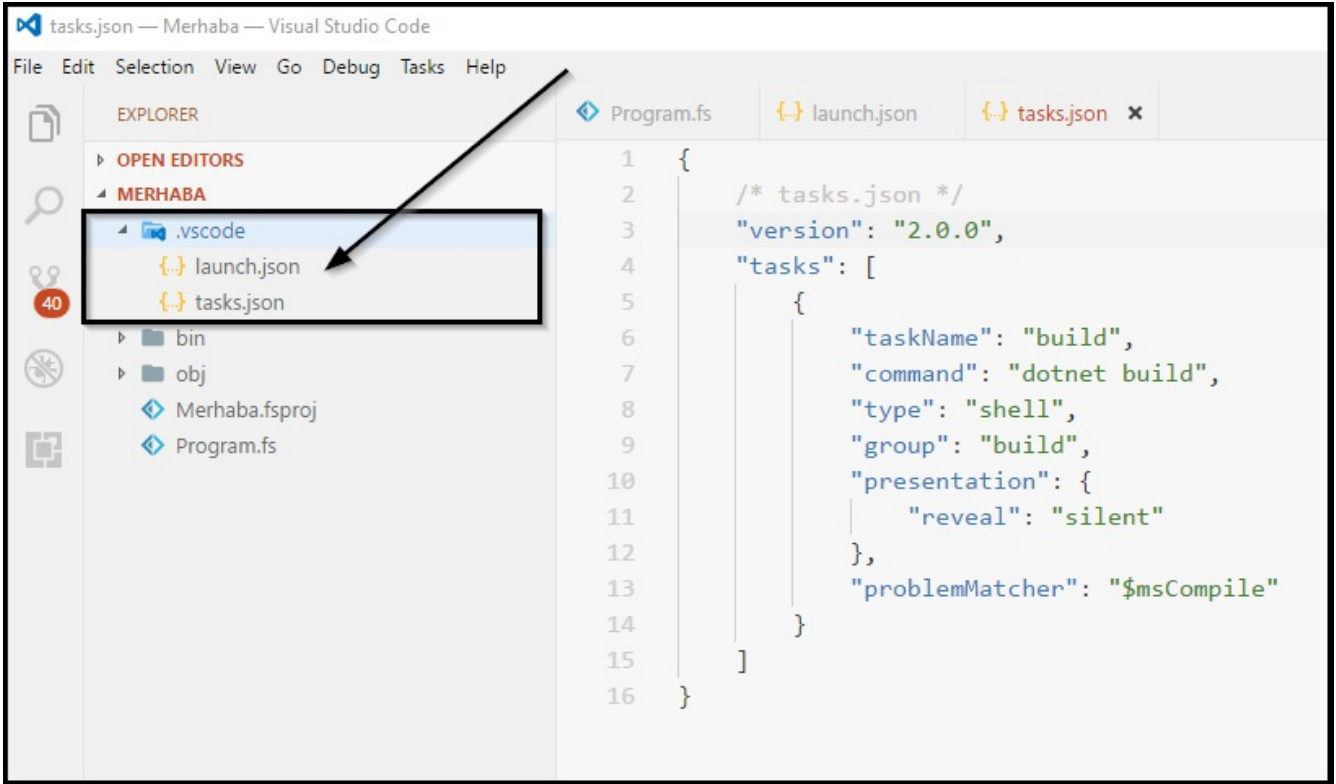 tasks.json — Merhaba — Visual Studio Code
File Edit Selection View Go Debug Tasks Help
EXPLORER
OPEN EDITORS
MERHABA
.vscode
{..} launch.json
{..} tasks.json
bin
obj
Merhaba.fsproj
Program.fs
40
Program.fs {..} launch.json {..} tasks.json ×
1 {
2 /* tasks.json */
3 "version": "2.0.0",
4 "tasks": [
5 {
6 "taskName": "build",
7 "command": "dotnet build",
8 "type": "shell",
9 "group": "build",
10 "presentation": {
11 "reveal": "silent"
12 },
13 "problemMatcher": "$msCompile"
14 }
15 ]
16 }